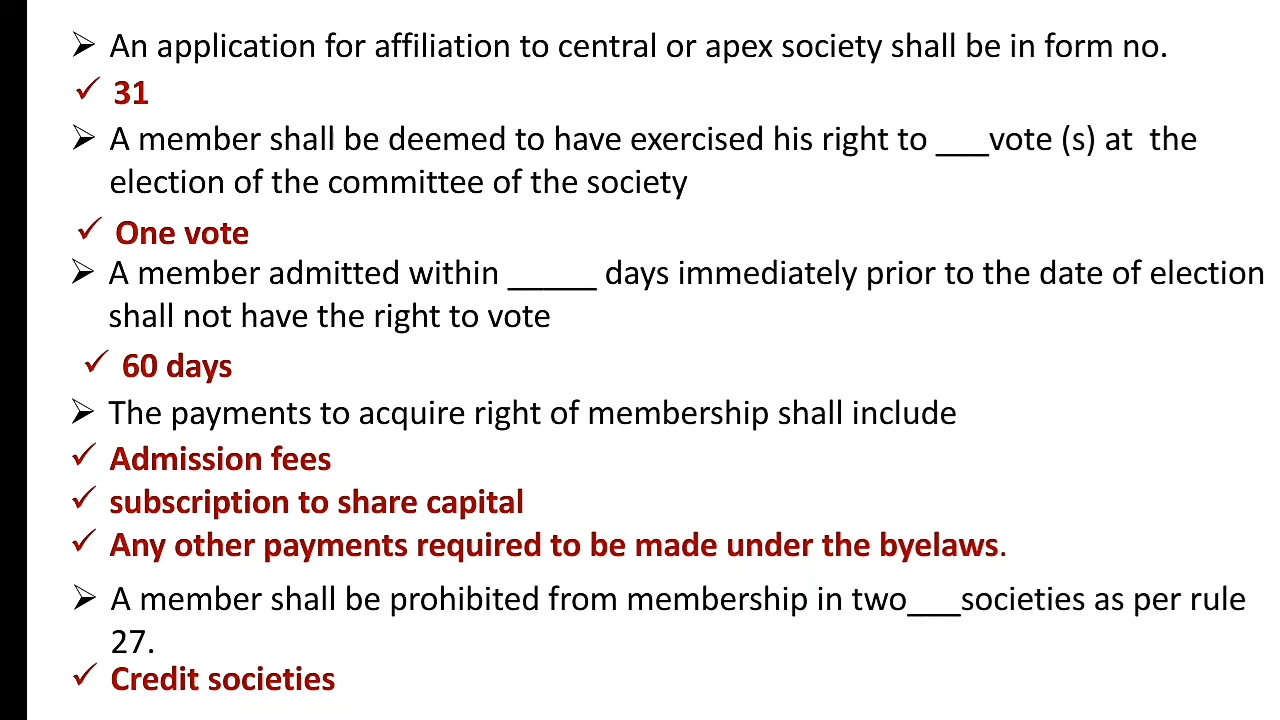 ➢ An application for affiliation to central or apex society shall be in form no.
✓ 31
➢ A member shall be deemed to have exercised his right to ___vote (s) at  the
election of the committee of the society
✓ One vote
➢ A member admitted within _____ days immediately prior to the date of election
shall not have the right to vote
✓ 60 days
➢ The payments to acquire right of membership shall include
✓ Admission fees
✓ subscription to share capital
✓ Any other payments required to be made under the byelaws.
➢ A member shall be prohibited from membership in two___societies as per rule
27.
✓ Credit societies